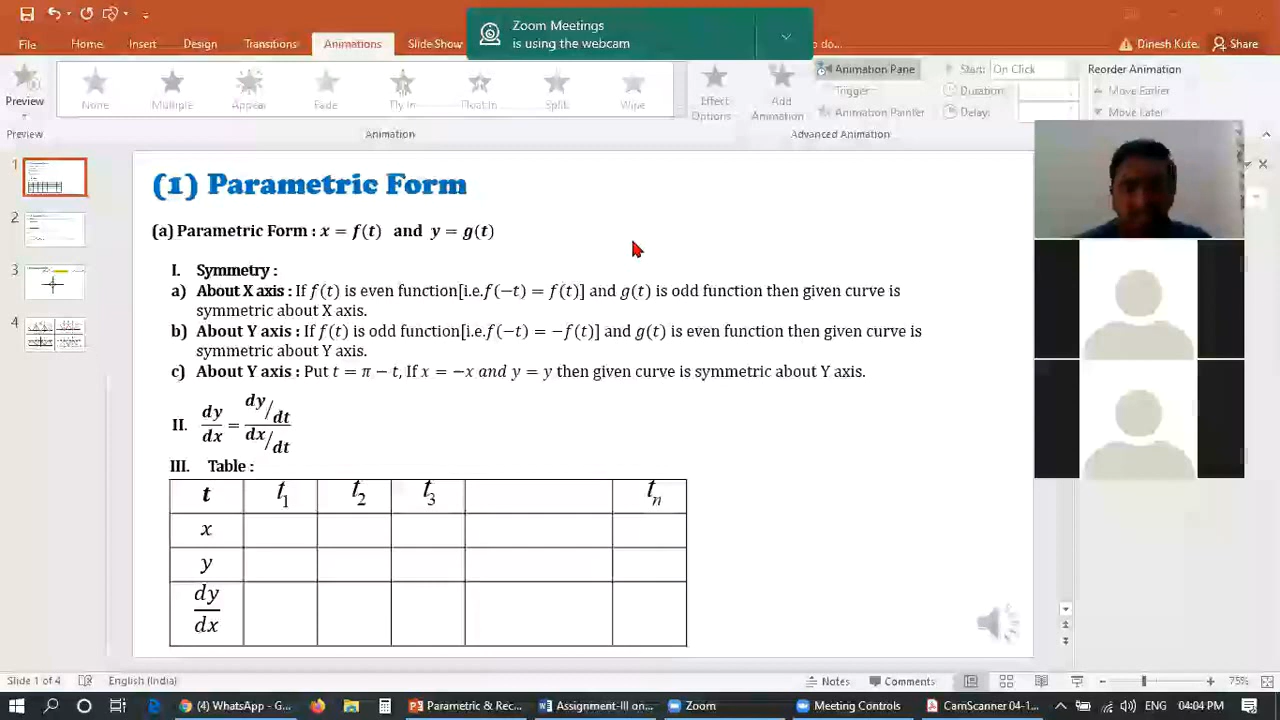 Zoom Meetings
is using the webcam
do...
Dinesh Kute
Share
File Home Insert Design Transitions Animations Slide Show
Preview
None Multiple Appear Fade Fly In Float In Split Wipe
Effect Options
Add Animation
Animation Pane
Trigger
Animation Painter
Start: On Click
Duration:
Delay:
Reorder Animation
Move Earlier
Move Later
Preview Animation Advanced Animation
1
2
3
4
(1) Parametric Form
(a) Parametric Form : x = f(t) and y = g(t)
I. Symmetry :
a) About X axis : If f(t) is even function[i.e.f(−t) = f(t)] and g(t) is odd function then given curve is
symmetric about X axis.
b) About Y axis : If f(t) is odd function[i.e.f(−t) = −f(t)] and g(t) is even function then given curve is
symmetric about Y axis.
c) About Y axis : Put t = π − t, If x = −x and y = y then given curve is symmetric about Y axis.
II. dy/dx = (dy/dt)/(dx/dt)
III. Table :
t t₁ t₂ t₃ tₙ
x
y
dy/dx
Slide 1 of 4 English (India) Notes Comments 75%
(4) WhatsApp - G... Parametric & Rec... Assignment-III on... Zoom Meeting Controls CamScanner 04-1... ENG 04:04 PM